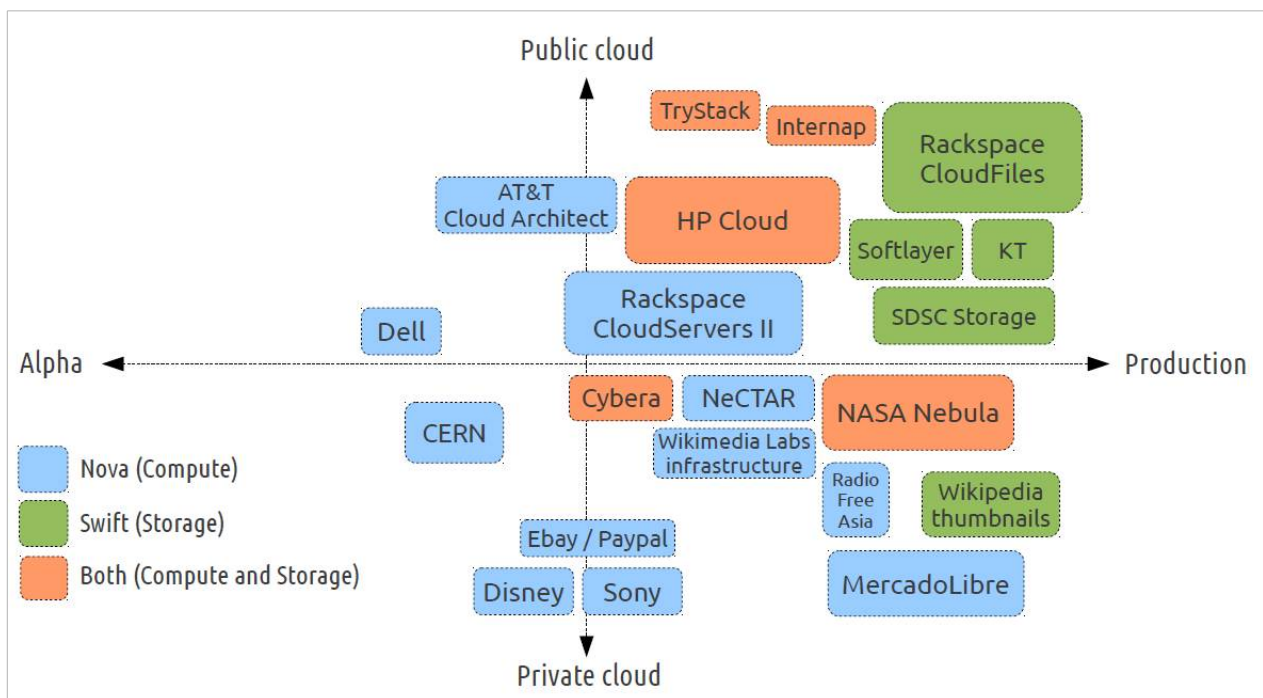 Public cloud
TryStack
Internap
Rackspace
CloudFiles
AT&T
Cloud Architect
HP Cloud
Softlayer
KT
Rackspace
CloudServers II
SDSC Storage
Dell
Alpha
Production
Cybera
NeCTAR
NASA Nebula
CERN
Wikimedia Labs
infrastructure
Nova (Compute)
Radio
Free
Asia
Wikipedia
thumbnails
Swift (Storage)
Ebay / Paypal
Both (Compute and Storage)
Disney
Sony
MercadoLibre
Private cloud